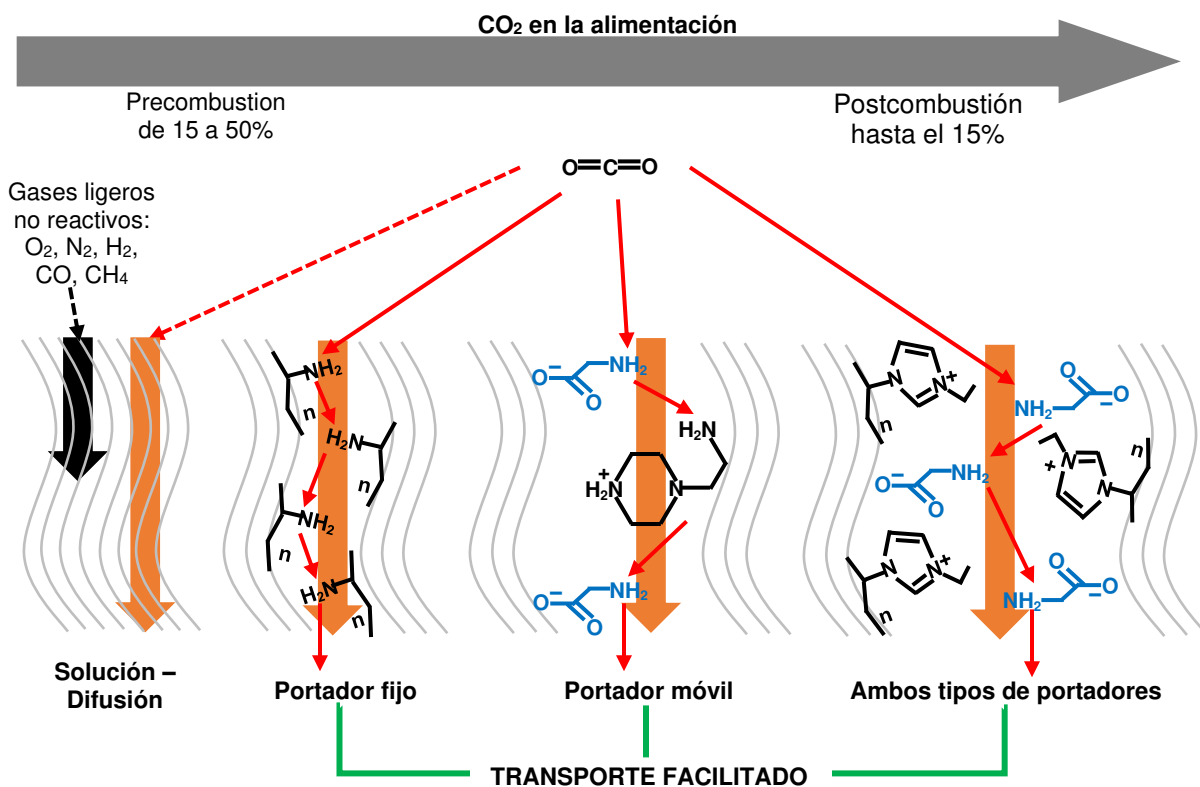 CO₂ en la alimentación
Precombustion
de 15 a 50%
Postcombustión
hasta el 15%
O=C=O
Gases ligeros
no reactivos:
O₂, N₂, H₂,
CO, CH₄
NH₂
n
H₂N
n
NH₂
n
H₂N
n
O⁻
O
NH₂
H₂N
H₂N
+
N
O⁻
O
NH₂
N
N
+
n
O
O⁻
NH₂
O⁻
O
NH₂
+
N
N
n
N
N
+
n
O
O⁻
NH₂
Solución –
Difusión
Portador fijo
Portador móvil
Ambos tipos de portadores
TRANSPORTE FACILITADO